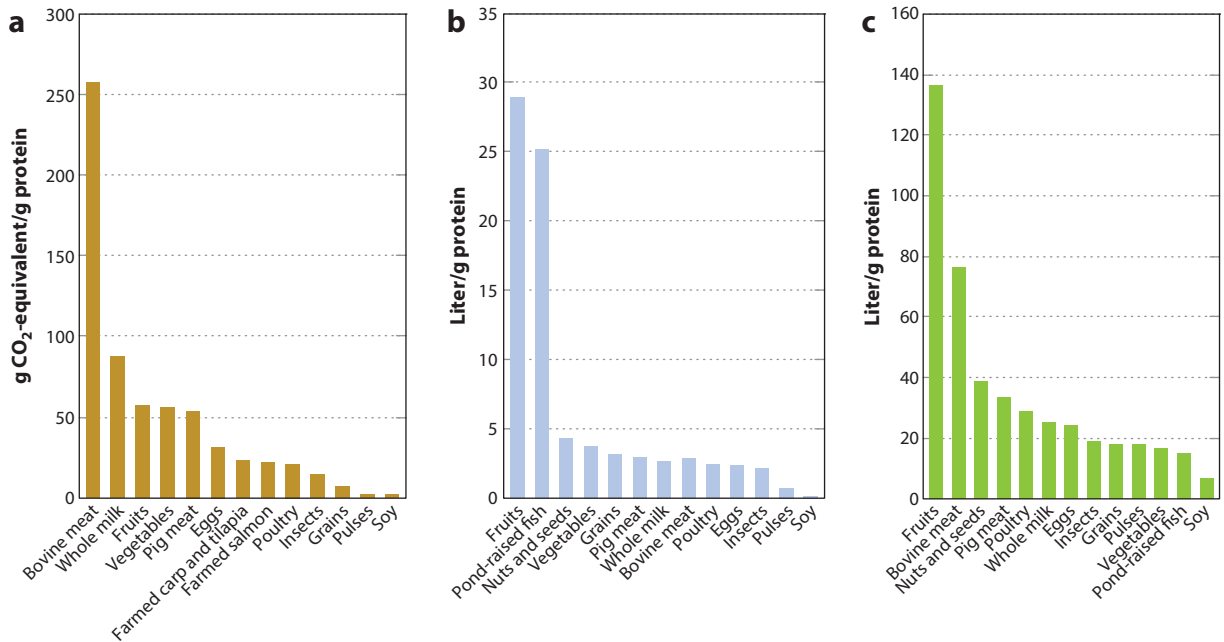 a
300
250
200
150
100
50
0
g CO₂-equivalent/g protein
Bovine meat
Whole milk
Fruits
Vegetables
Pig meat
Eggs
Farmed carp and tilapia
Farmed salmon
Poultry
Insects
Grains
Pulses
Soy
b
35
30
25
20
15
10
5
0
Liter/g protein
Fruits
Pond-raised fish
Nuts and seeds
Vegetables
Grains
Pig meat
Whole milk
Bovine meat
Poultry
Eggs
Insects
Pulses
Soy
c
160
140
120
100
80
60
40
20
0
Liter/g protein
Fruits
Bovine meat
Nuts and seeds
Pig meat
Poultry
Whole milk
Eggs
Insects
Grains
Pulses
Vegetables
Pond-raised fish
Soy